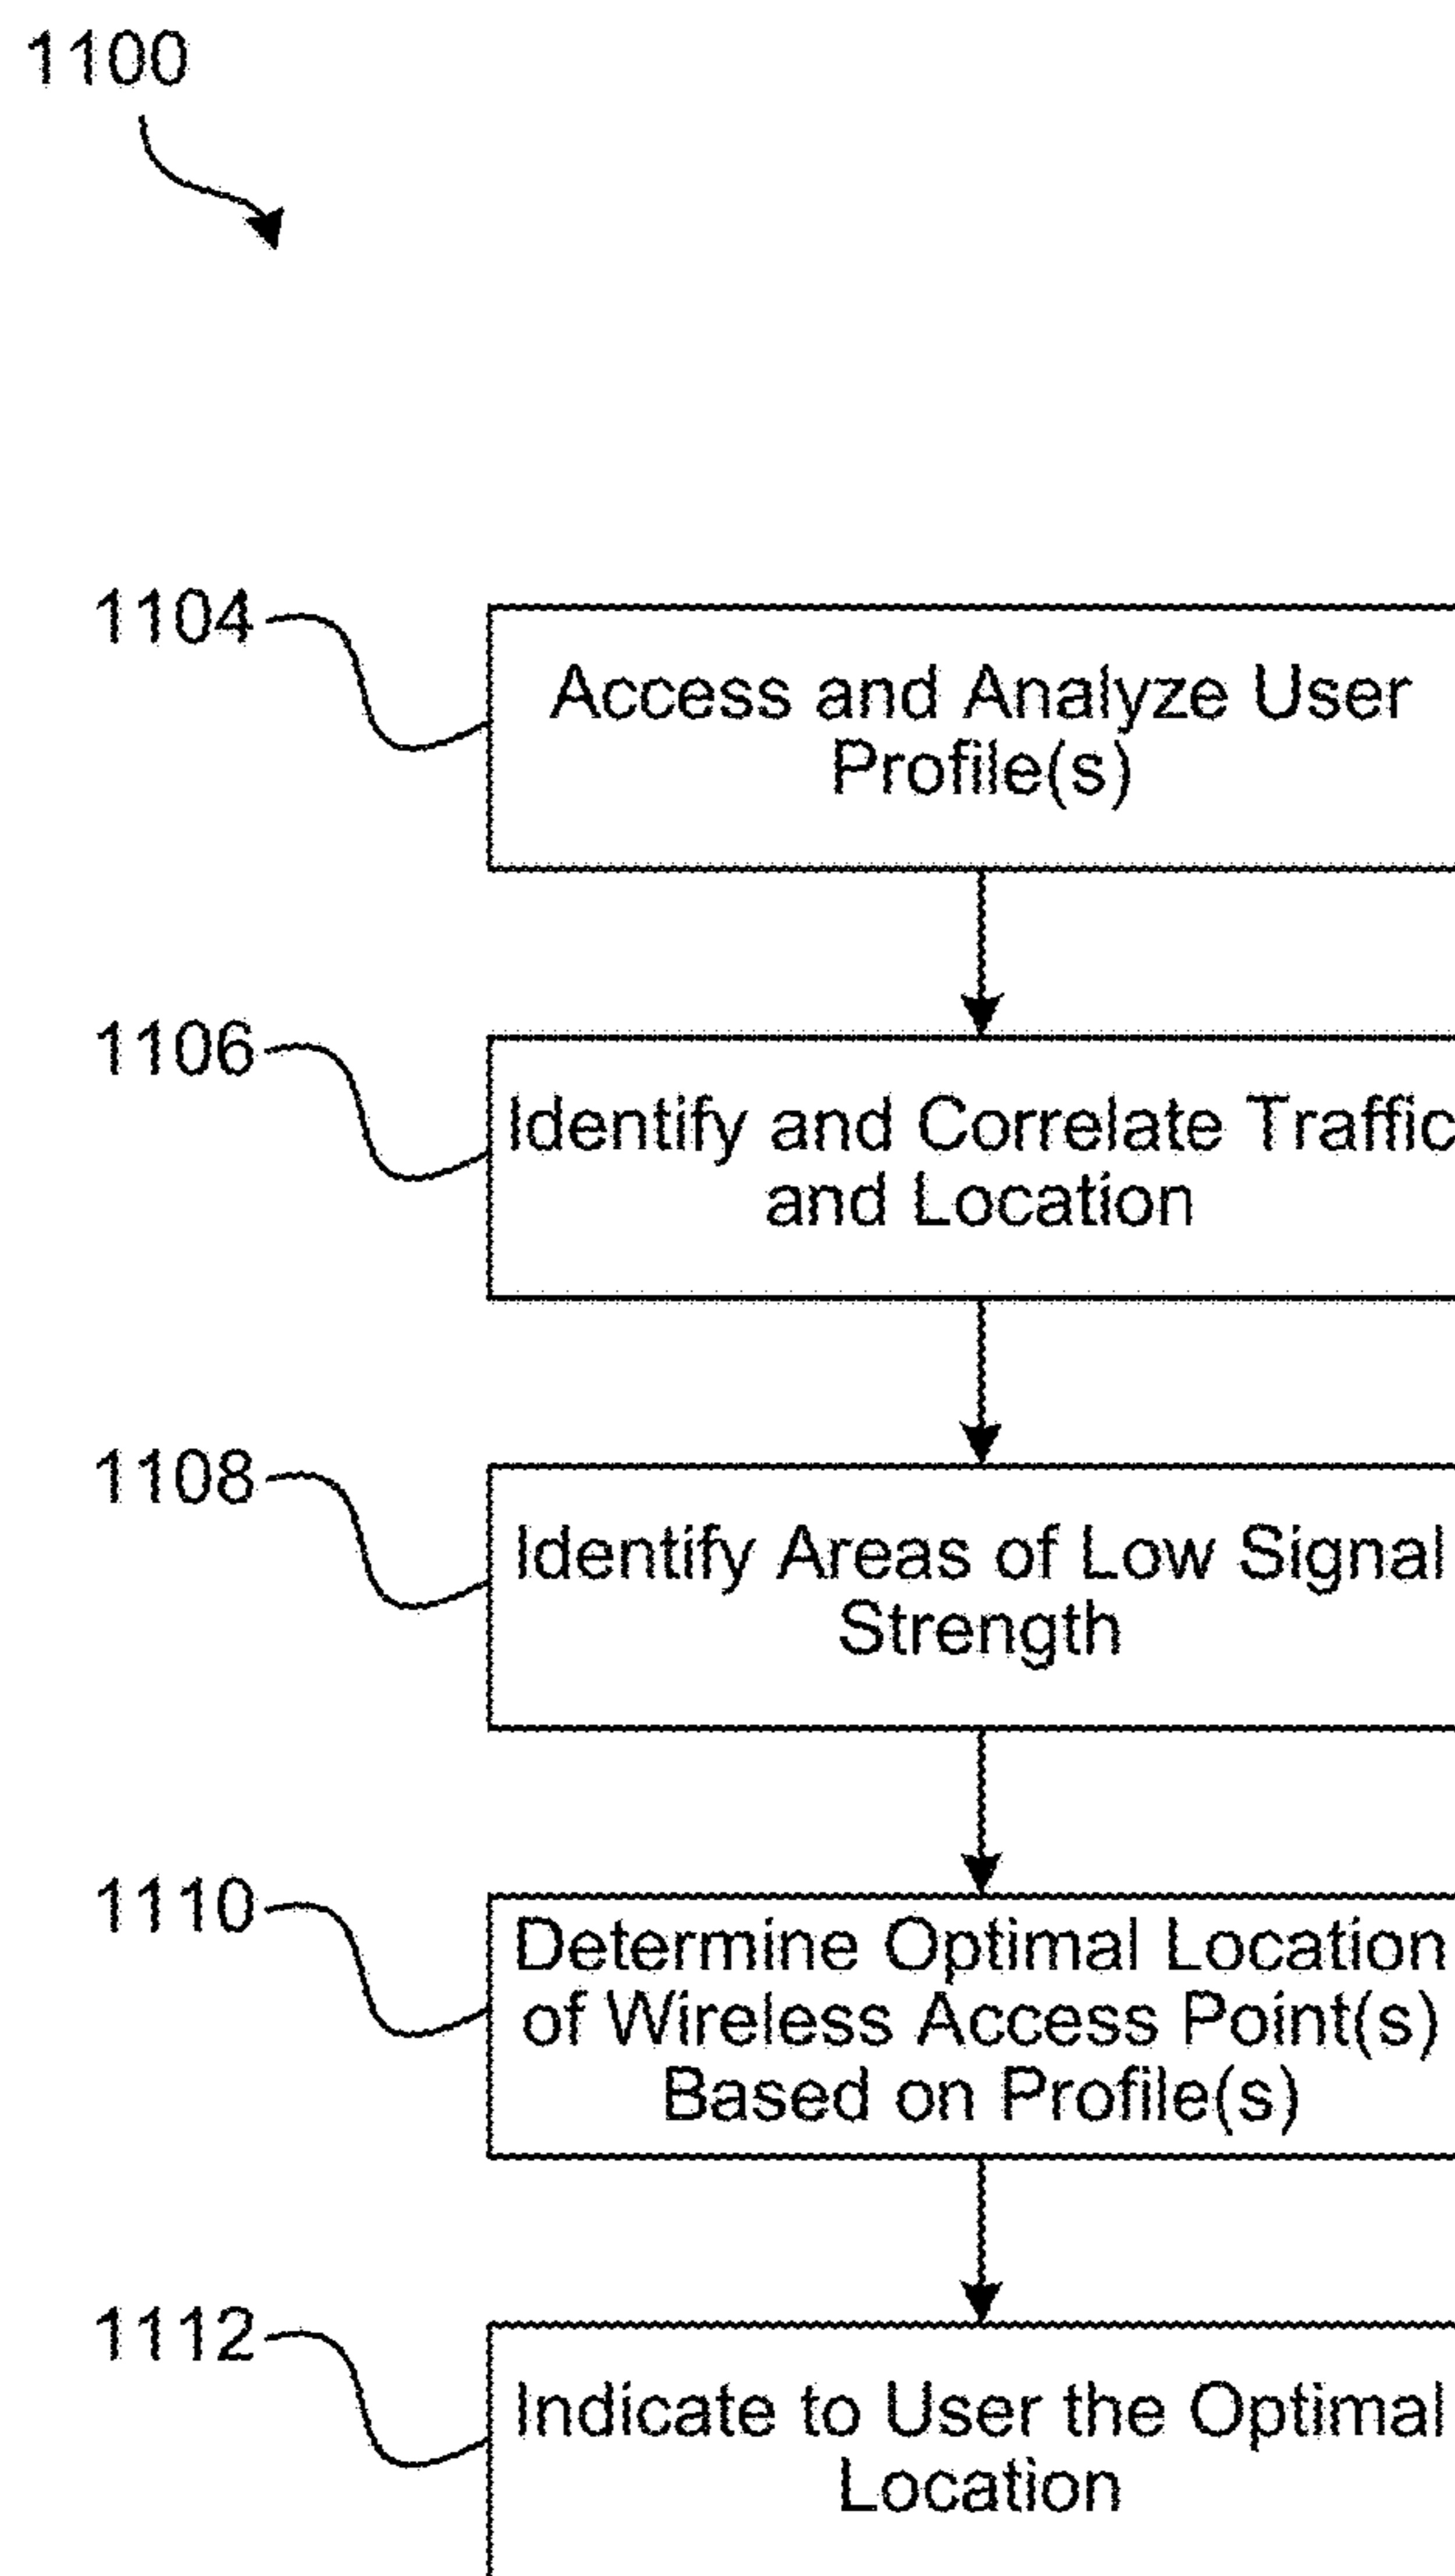 1100
1104
Access and Analyze User
Profile(s)
1106
Identify and Correlate Traffic
and Location
1108
Identify Areas of Low Signal
Strength
1110
Determine Optimal Location
of Wireless Access Point(s)
Based on Profile(s)
1112
Indicate to User the Optimal
Location